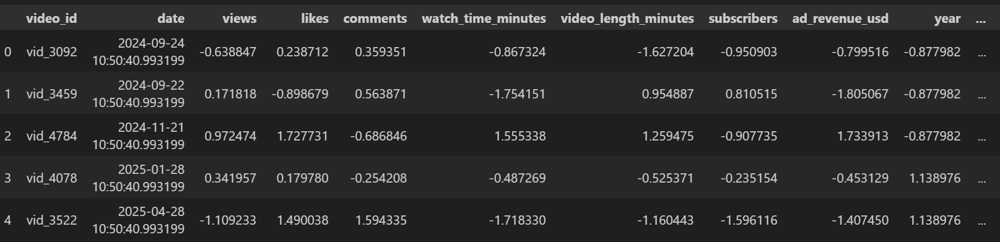 video_id date views likes comments watch_time_minutes video_length_minutes subscribers ad_revenue_usd year ...
0 vid_3092 2024-09-24 10:50:40.993199 -0.638847 0.238712 0.359351 -0.867324 -1.627204 -0.950903 -0.799516 -0.877982 ...
1 vid_3459 2024-09-22 10:50:40.993199 0.171818 -0.898679 0.563871 -1.754151 0.954887 0.810515 -1.805067 -0.877982 ...
2 vid_4784 2024-11-21 10:50:40.993199 0.972474 1.727731 -0.686846 1.555338 1.259475 -0.907735 1.733913 -0.877982 ...
3 vid_4078 2025-01-28 10:50:40.993199 0.341957 0.179780 -0.254208 -0.487269 -0.525371 -0.235154 -0.453129 1.138976 ...
4 vid_3522 2025-04-28 10:50:40.993199 -1.109233 1.490038 1.594335 -1.718330 -1.160443 -1.596116 -1.407450 1.138976 ...